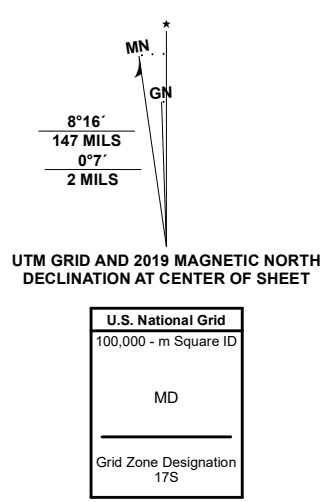 ★
MN
GN
8°16´
147 MILS
0°7´
2 MILS
UTM GRID AND 2019 MAGNETIC NORTH
DECLINATION AT CENTER OF SHEET
U.S. National Grid
100,000 - m Square ID
MD
Grid Zone Designation
17S